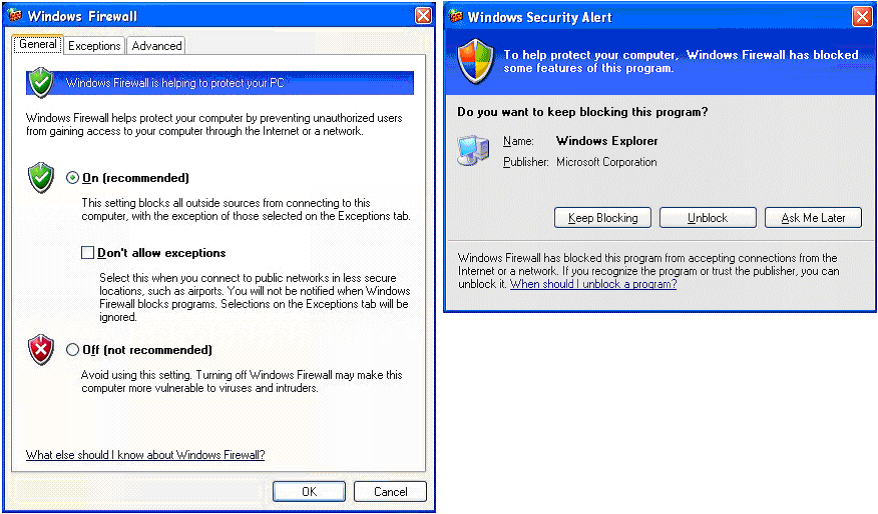 Windows Firewall
General
Exceptions
Advanced
Windows Firewall is helping to protect your PC
Windows Firewall helps protect your computer by preventing unauthorized users
from gaining access to your computer through the Internet or a network.
On (recommended)
This setting blocks all outside sources from connecting to this
computer, with the exception of those selected on the Exceptions tab.
Don't allow exceptions
Select this when you connect to public networks in less secure
locations, such as airports. You will not be notified when Windows
Firewall blocks programs. Selections on the Exceptions tab will be
ignored.
Off (not recommended)
Avoid using this setting. Turning off Windows Firewall may make this
computer more vulnerable to viruses and intruders.
What else should I know about Windows Firewall?
OK
Cancel
Windows Security Alert
To help protect your computer, Windows Firewall has blocked
some features of this program.
Do you want to keep blocking this program?
Name: Windows Explorer
Publisher: Microsoft Corporation
Keep Blocking
Unblock
Ask Me Later
Windows Firewall has blocked this program from accepting connections from the
Internet or a network. If you recognize the program or trust the publisher, you can
unblock it. When should I unblock a program?